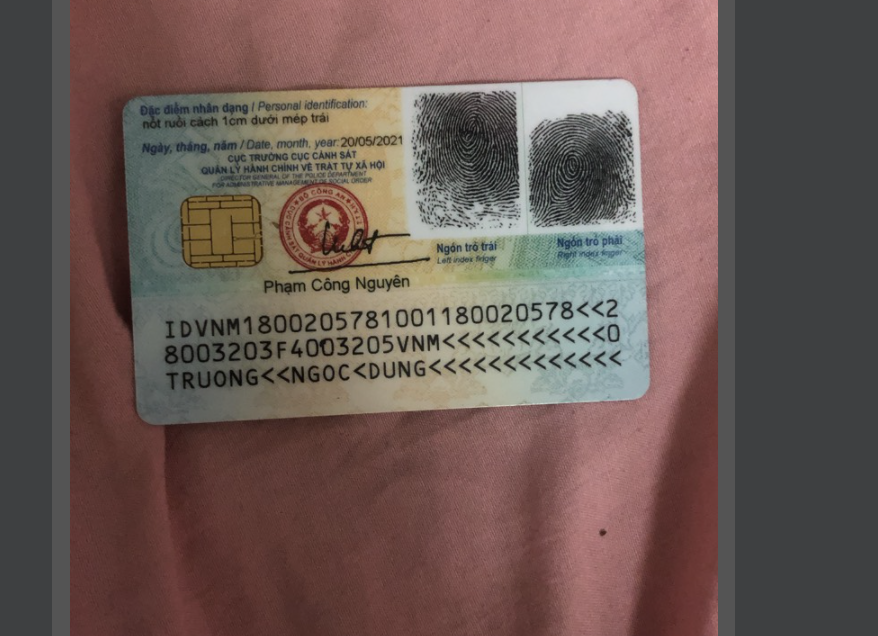 Đặc điểm nhân dạng / Personal identification:
nốt ruồi cách 1cm dưới mép trái
Ngày, tháng, năm / Date, month, year: 20/05/2021
CỤC TRƯỞNG CỤC CẢNH SÁT
QUẢN LÝ HÀNH CHÍNH VỀ TRẬT TỰ XÃ HỘI
DIRECTOR GENERAL OF THE POLICE DEPARTMENT
FOR ADMINISTRATIVE MANAGEMENT OF SOCIAL ORDER
BỘ CÔNG AN
Phạm Công Nguyên
Ngón trỏ trái
Left index finger
Ngón trỏ phải
Right index finger
IDVNM1800205781001180020578<<2
8003203F4003205VNM<<<<<<<<<<<0
TRUONG<<NGOC<DUNG<<<<<<<<<<<<<